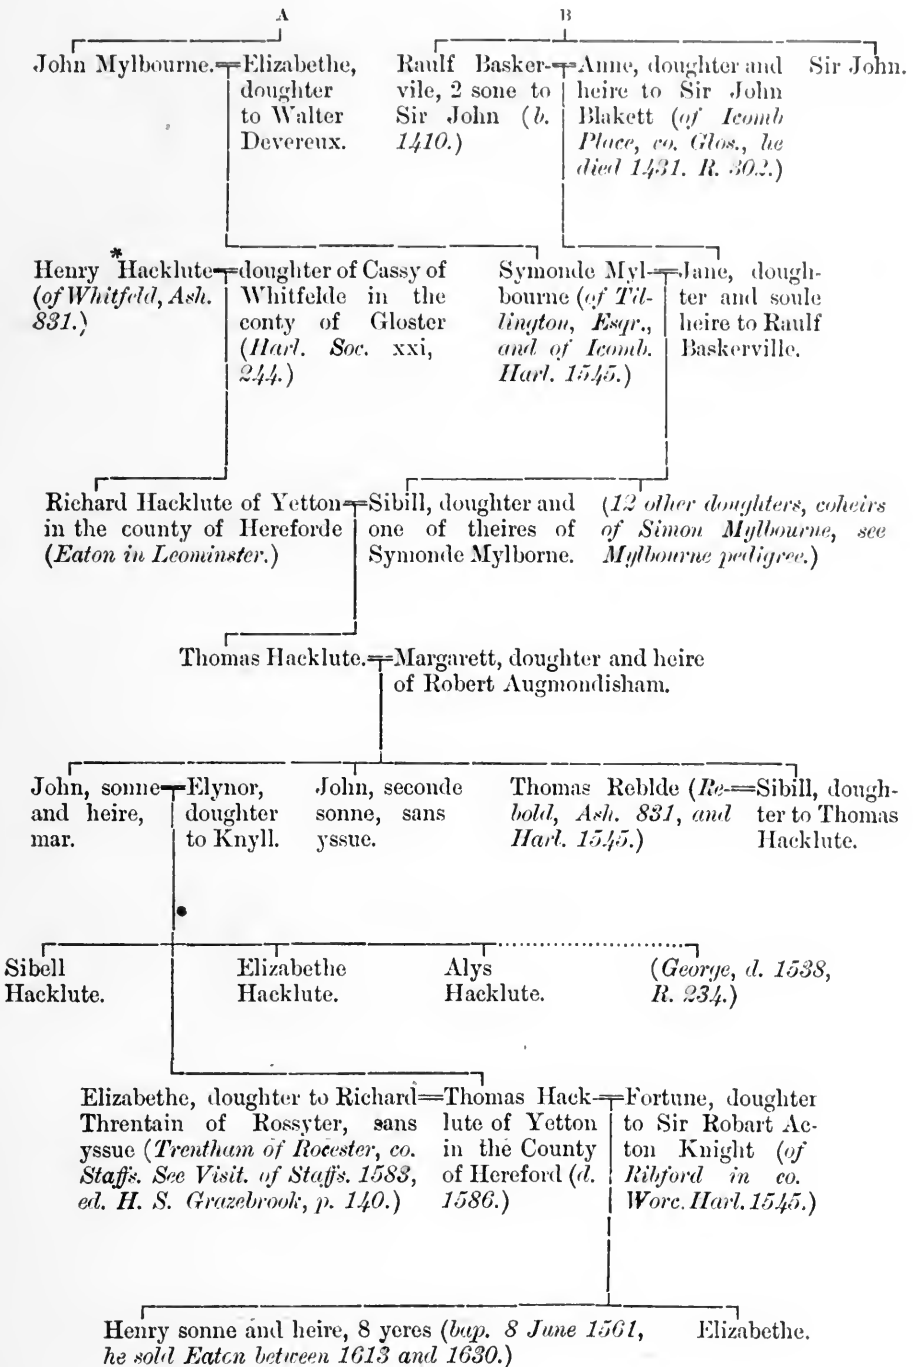 A
B
John Mylbourne.
Elizabethe,
doughter
to Walter
Devereux.
Raulf Basker-
vile, 2 sone to
Sir John (b.
1410.)
Anne, doughter and
heire to Sir John
Blakett (of Icomb
Place, co. Glos., he
died 1431. R. 302.)
Sir John.
Henry *Hacklute
(of Whitfeld, Ash.
831.)
doughter of Cassy of
Whitfelde in the
conty of Gloster
(Harl. Soc. xxi,
244.)
Symonde Myl-
bourne (of Til-
lington, Esqr.,
and of Icomb.
Harl. 1545.)
Jane, dough-
ter and soule
heire to Raulf
Baskerville.
Richard Hacklute of Yetton
in the county of Hereforde
(Eaton in Leominster.)
Sibill, doughter and
one of theires of
Symonde Mylborne.
(12 other doughters, coheirs
of Simon Mylbourne, see
Mylbourne pedigree.)
Thomas Hacklute.
Margarett, doughter and heire
of Robert Augmondisham.
John, sonne
and heire,
mar.
Elynor,
doughter
to Knyll.
John, seconde
sonne, sans
yssue.
Thomas Reblde (Re-
bold, Ash. 831, and
Harl. 1545.)
Sibill, dough-
ter to Thomas
Hacklute.
Sibell
Hacklute.
Elizabethe
Hacklute.
Alys
Hacklute.
(George, d. 1538,
R. 234.)
Elizabethe, doughter to Richard
Threntain of Rossyter, sans
yssue (Trentham of Rocester, co.
Staffs. See Visit. of Staffs. 1583,
ed. H. S. Grazebrook, p. 140.)
Thomas Hack-
lute of Yetton
in the County
of Hereford (d.
1586.)
Fortune, doughter
to Sir Robart Ac-
ton Knight (of
Ribford in co.
Worc. Harl. 1545.)
Henry sonne and heire, 8 yeres (bap. 8 June 1561,
he sold Eaton between 1613 and 1630.)
Elizabethe.